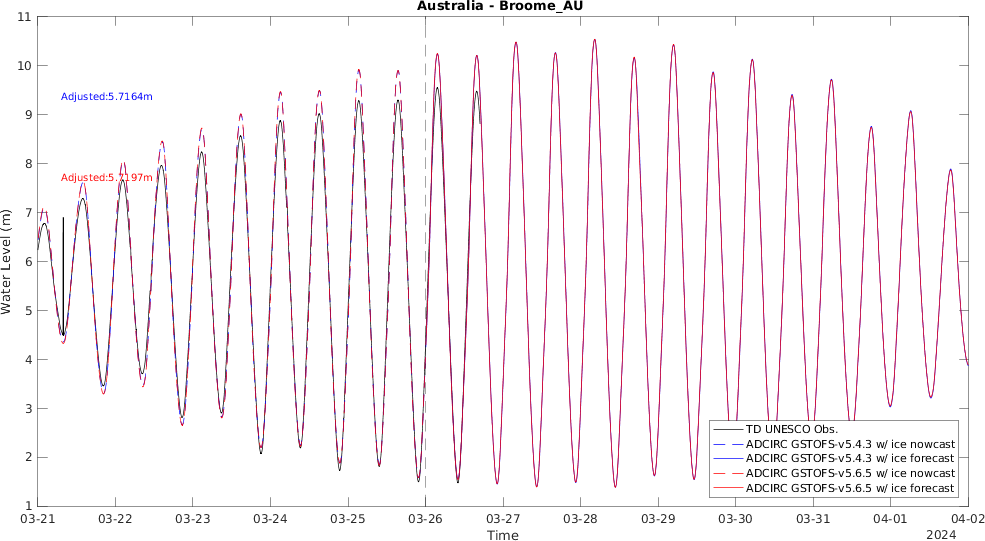 Australia - Broome_AU
11
10
9
8
7
6
5
4
3
2
1
Water Level (m)
Adjusted:5.7164m
Adjusted:5.7197m
TD UNESCO Obs.
ADCIRC GSTOFS-v5.4.3 w/ ice nowcast
ADCIRC GSTOFS-v5.4.3 w/ ice forecast
ADCIRC GSTOFS-v5.6.5 w/ ice nowcast
ADCIRC GSTOFS-v5.6.5 w/ ice forecast
03-21 03-22 03-23 03-24 03-25 03-26 03-27 03-28 03-29 03-30 03-31 04-01 04-02
Time
2024